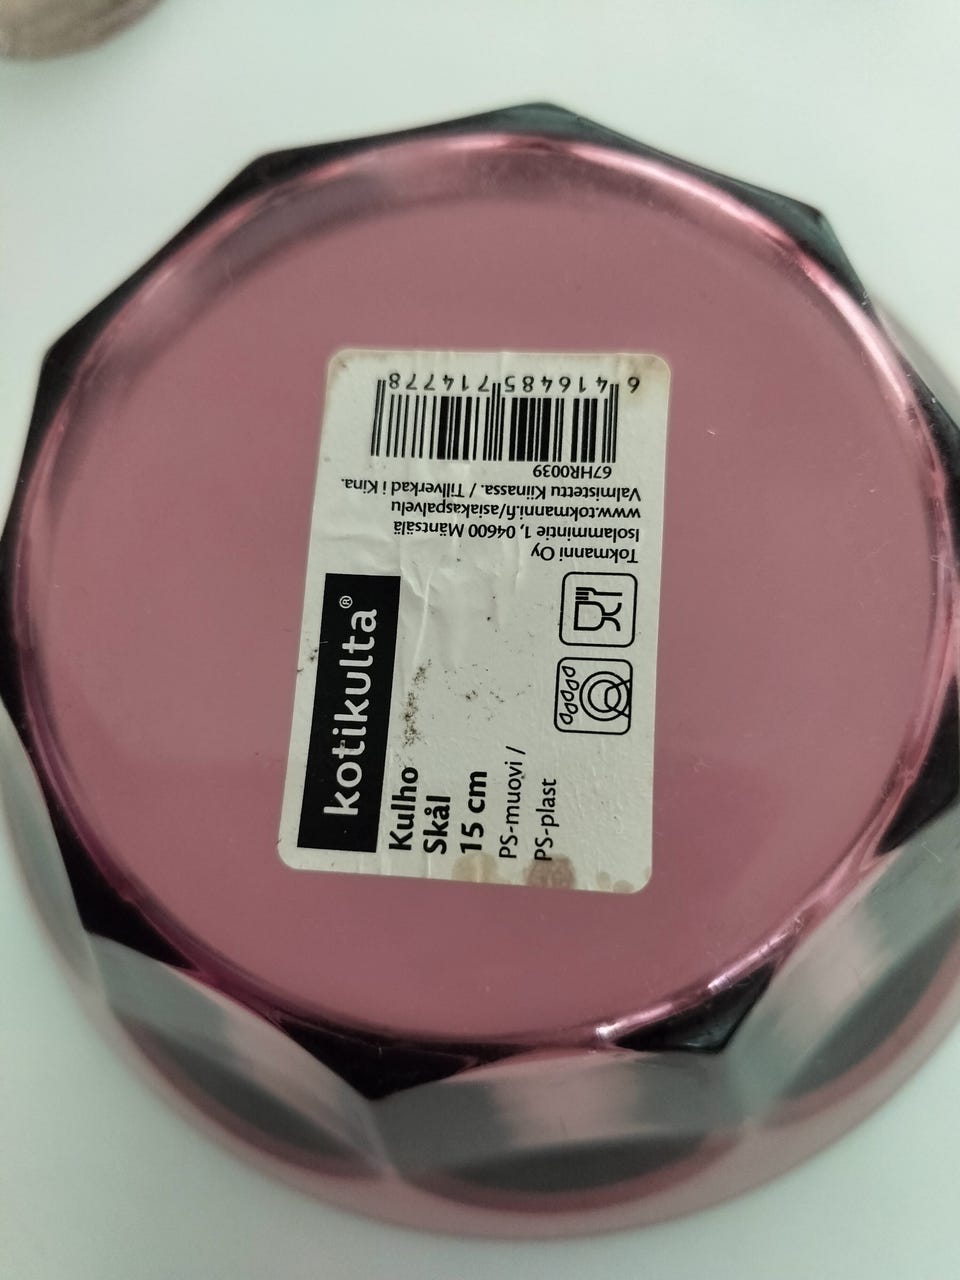 kotikulta®
Kulho
Skål
15 cm
PS-muovi /
PS-plast
Tokmanni Oy
Isolammintie 1, 04600 Mäntsälä
www.tokmanni.fi/asiakaspalvelu
Valmistettu Kiinassa. / Tillverkad i Kina.
67HR0039
6 416485 714778